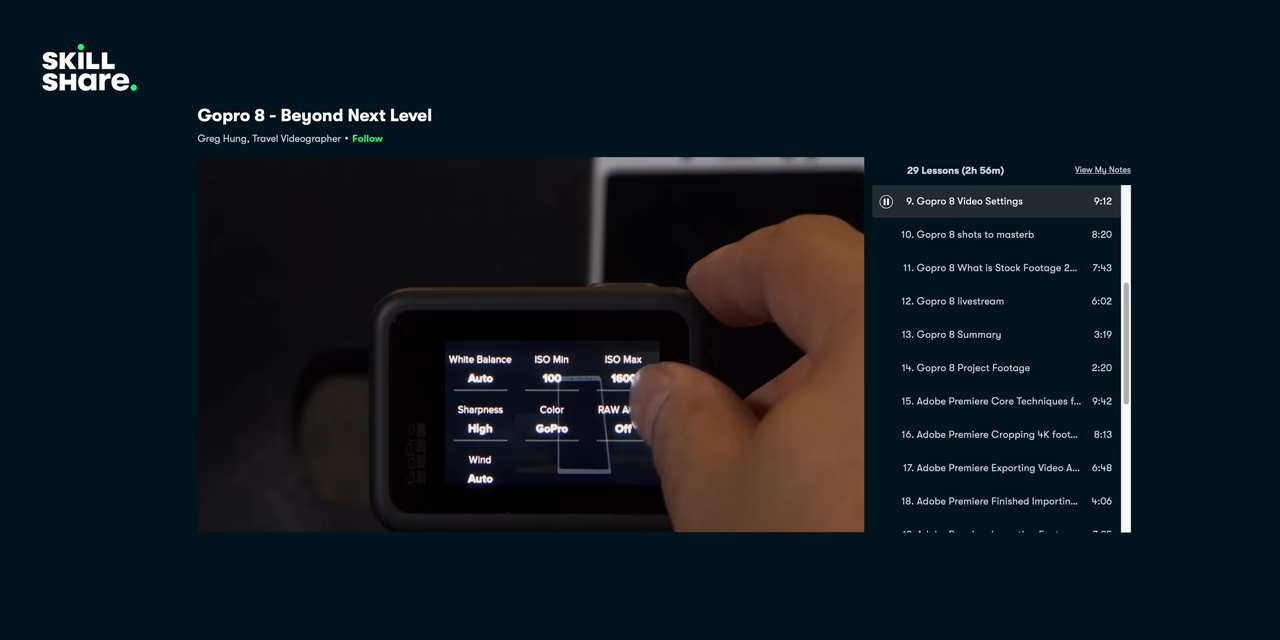 SKILL
SHare.
Gopro 8 - Beyond Next Level
Greg Hung, Travel Videographer • Follow
29 Lessons (2h 56m) View My Notes
9. Gopro 8 Video Settings 9:12
10. Gopro 8 shots to masterb 8:20
11. Gopro 8 What is Stock Footage 2... 7:43
12. Gopro 8 livestream 6:02
13. Gopro 8 Summary 3:19
14. Gopro 8 Project Footage 2:20
15. Adobe Premiere Core Techniques f... 9:42
16. Adobe Premiere Cropping 4K foot... 8:13
17. Adobe Premiere Exporting Video A... 6:48
18. Adobe Premiere Finished Importin... 4:06
White Balance ISO Min ISO Max
Auto 100 1600
Sharpness Color RAW
High GoPro Off
Wind
Auto
GoPro